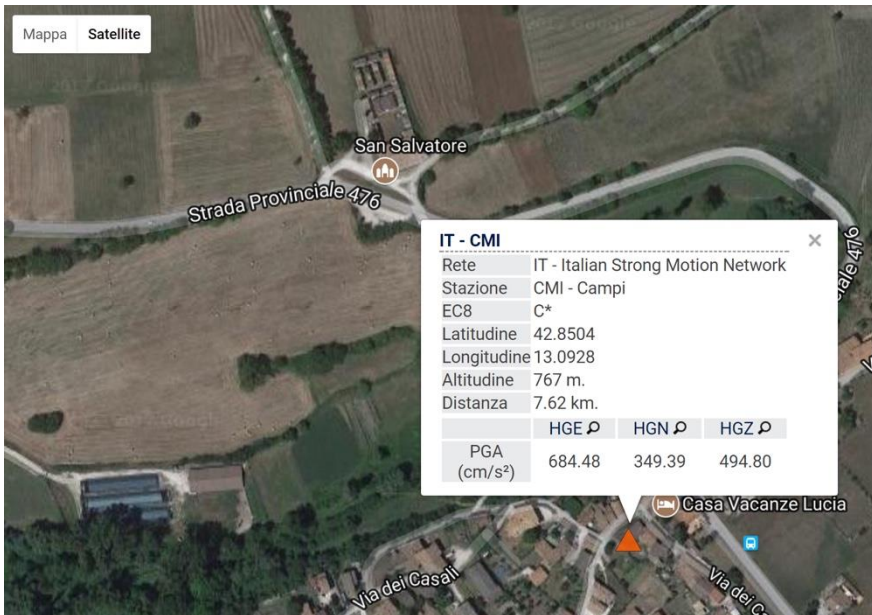 Mappa Satellite
San Salvatore
Strada Provinciale 476
IT - CMI
Rete IT - Italian Strong Motion Network
Stazione CMI - Campi
EC8 C*
Latitudine 42.8504
Longitudine 13.0928
Altitudine 767 m.
Distanza 7.62 km.
HGE HGN HGZ
PGA (cm/s²) 684.48 349.39 494.80
Casa Vacanze Lucia
Via dei Casali